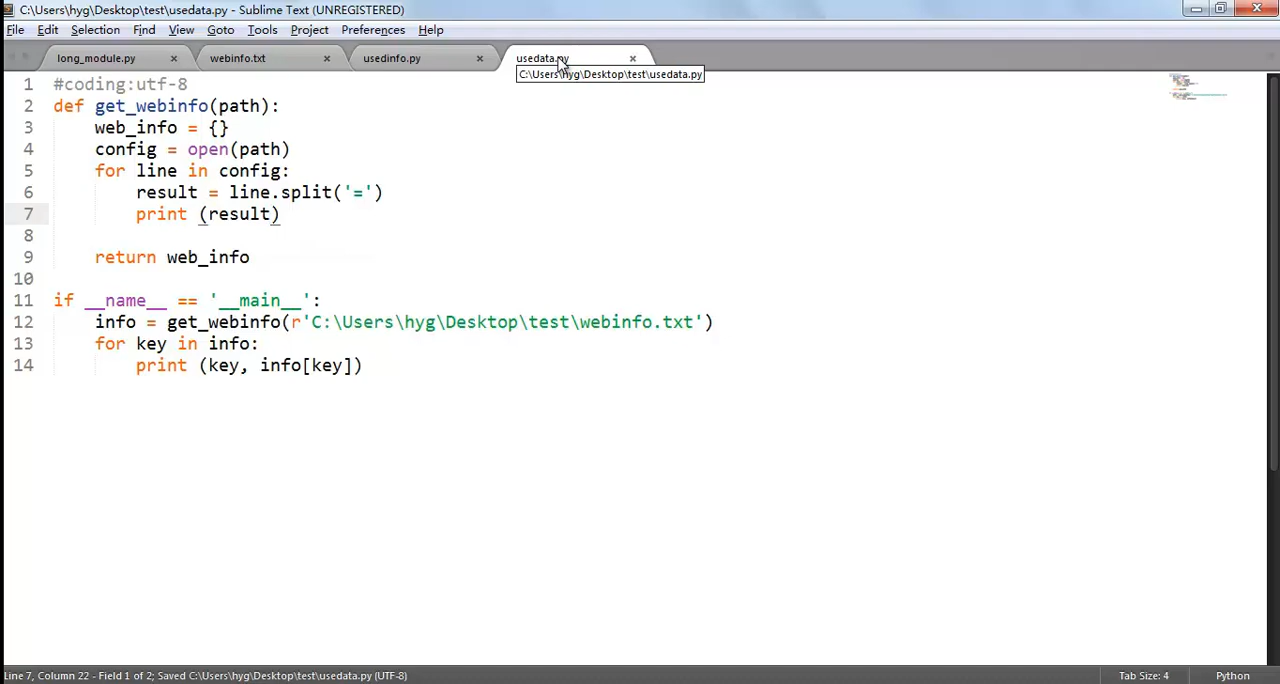 C:\Users\hyg\Desktop\test\usedata.py - Sublime Text (UNREGISTERED)
File Edit Selection Find View Goto Tools Project Preferences Help
long_module.py × webinfo.txt × usedinfo.py × usedata.py ×
C:\Users\hyg\Desktop\test\usedata.py
1 #coding:utf-8
2 def get_webinfo(path):
3     web_info = {}
4     config = open(path)
5     for line in config:
6         result = line.split('=')
7         print (result)
8
9     return web_info
10
11 if __name__ == '__main__':
12     info = get_webinfo(r'C:\Users\hyg\Desktop\test\webinfo.txt')
13     for key in info:
14         print (key, info[key])
Line 7, Column 22 - Field 1 of 2; Saved C:\Users\hyg\Desktop\test\usedata.py (UTF-8) Tab Size: 4 Python